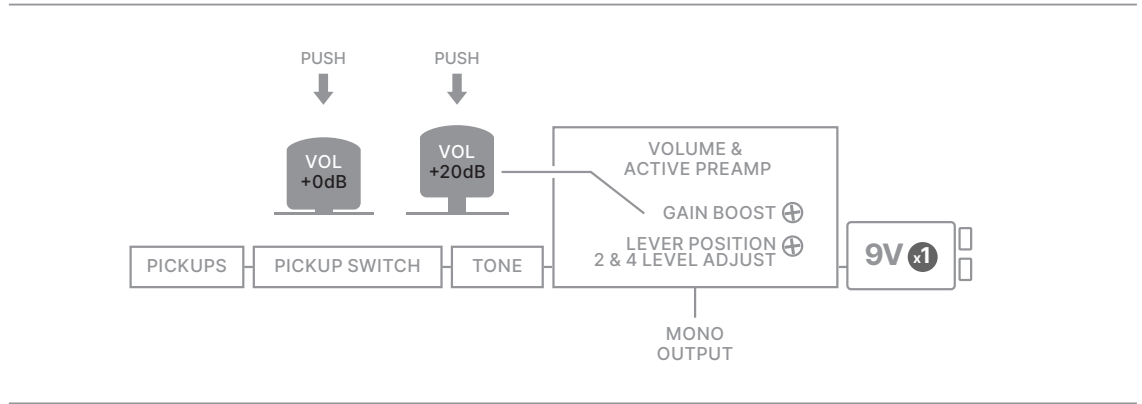 PUSH
PUSH
VOL
+0dB
VOL
+20dB
VOLUME &
ACTIVE PREAMP
GAIN BOOST
LEVER POSITION
2 & 4 LEVEL ADJUST
PICKUPS
PICKUP SWITCH
TONE
9V x1
MONO
OUTPUT